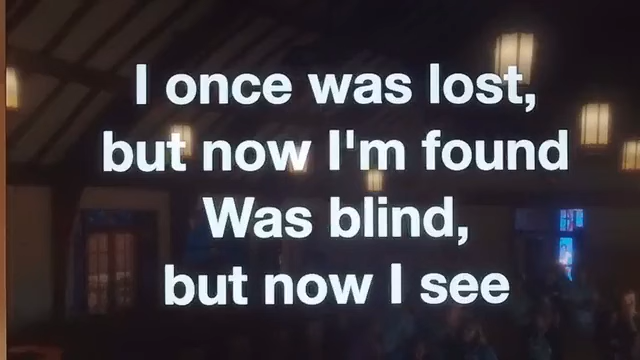 I once was lost,
but now I'm found
Was blind,
but now I see